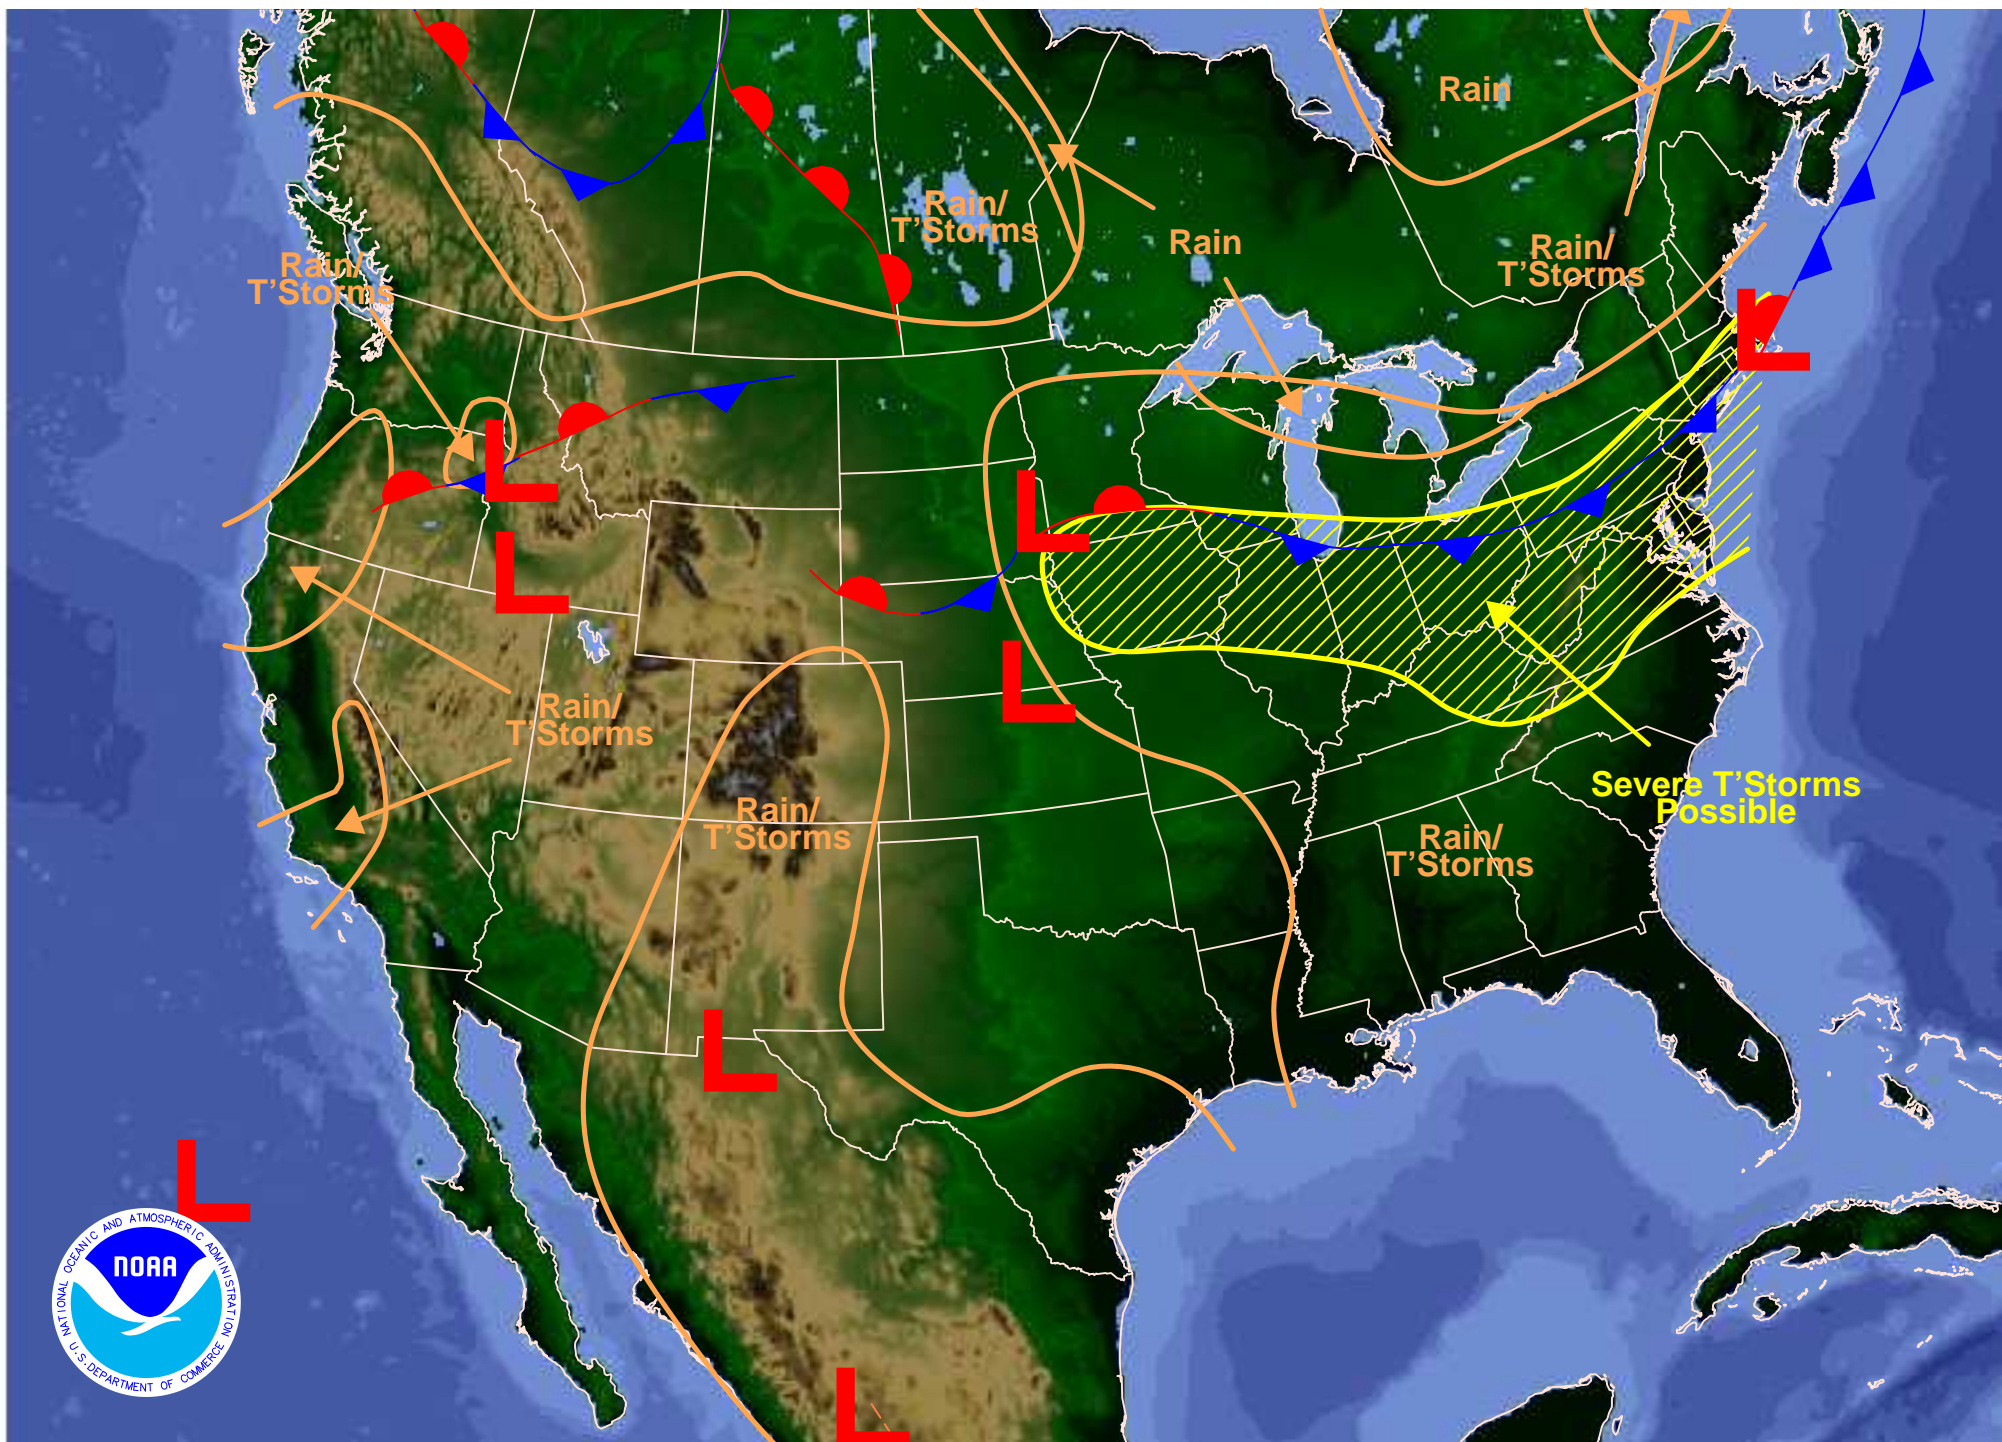 Rain
Rain/
T'Storms
Rain
Rain/
T'Storms
Rain/
T'Storms
Rain/
T'Storms
Rain/
T'Storms
Severe T'Storms
Possible
Rain/
T'Storms
L
L
L
L
L
L
L
L
NATIONAL OCEANIC AND ATMOSPHERIC ADMINISTRATION
NOAA
U.S. DEPARTMENT OF COMMERCE